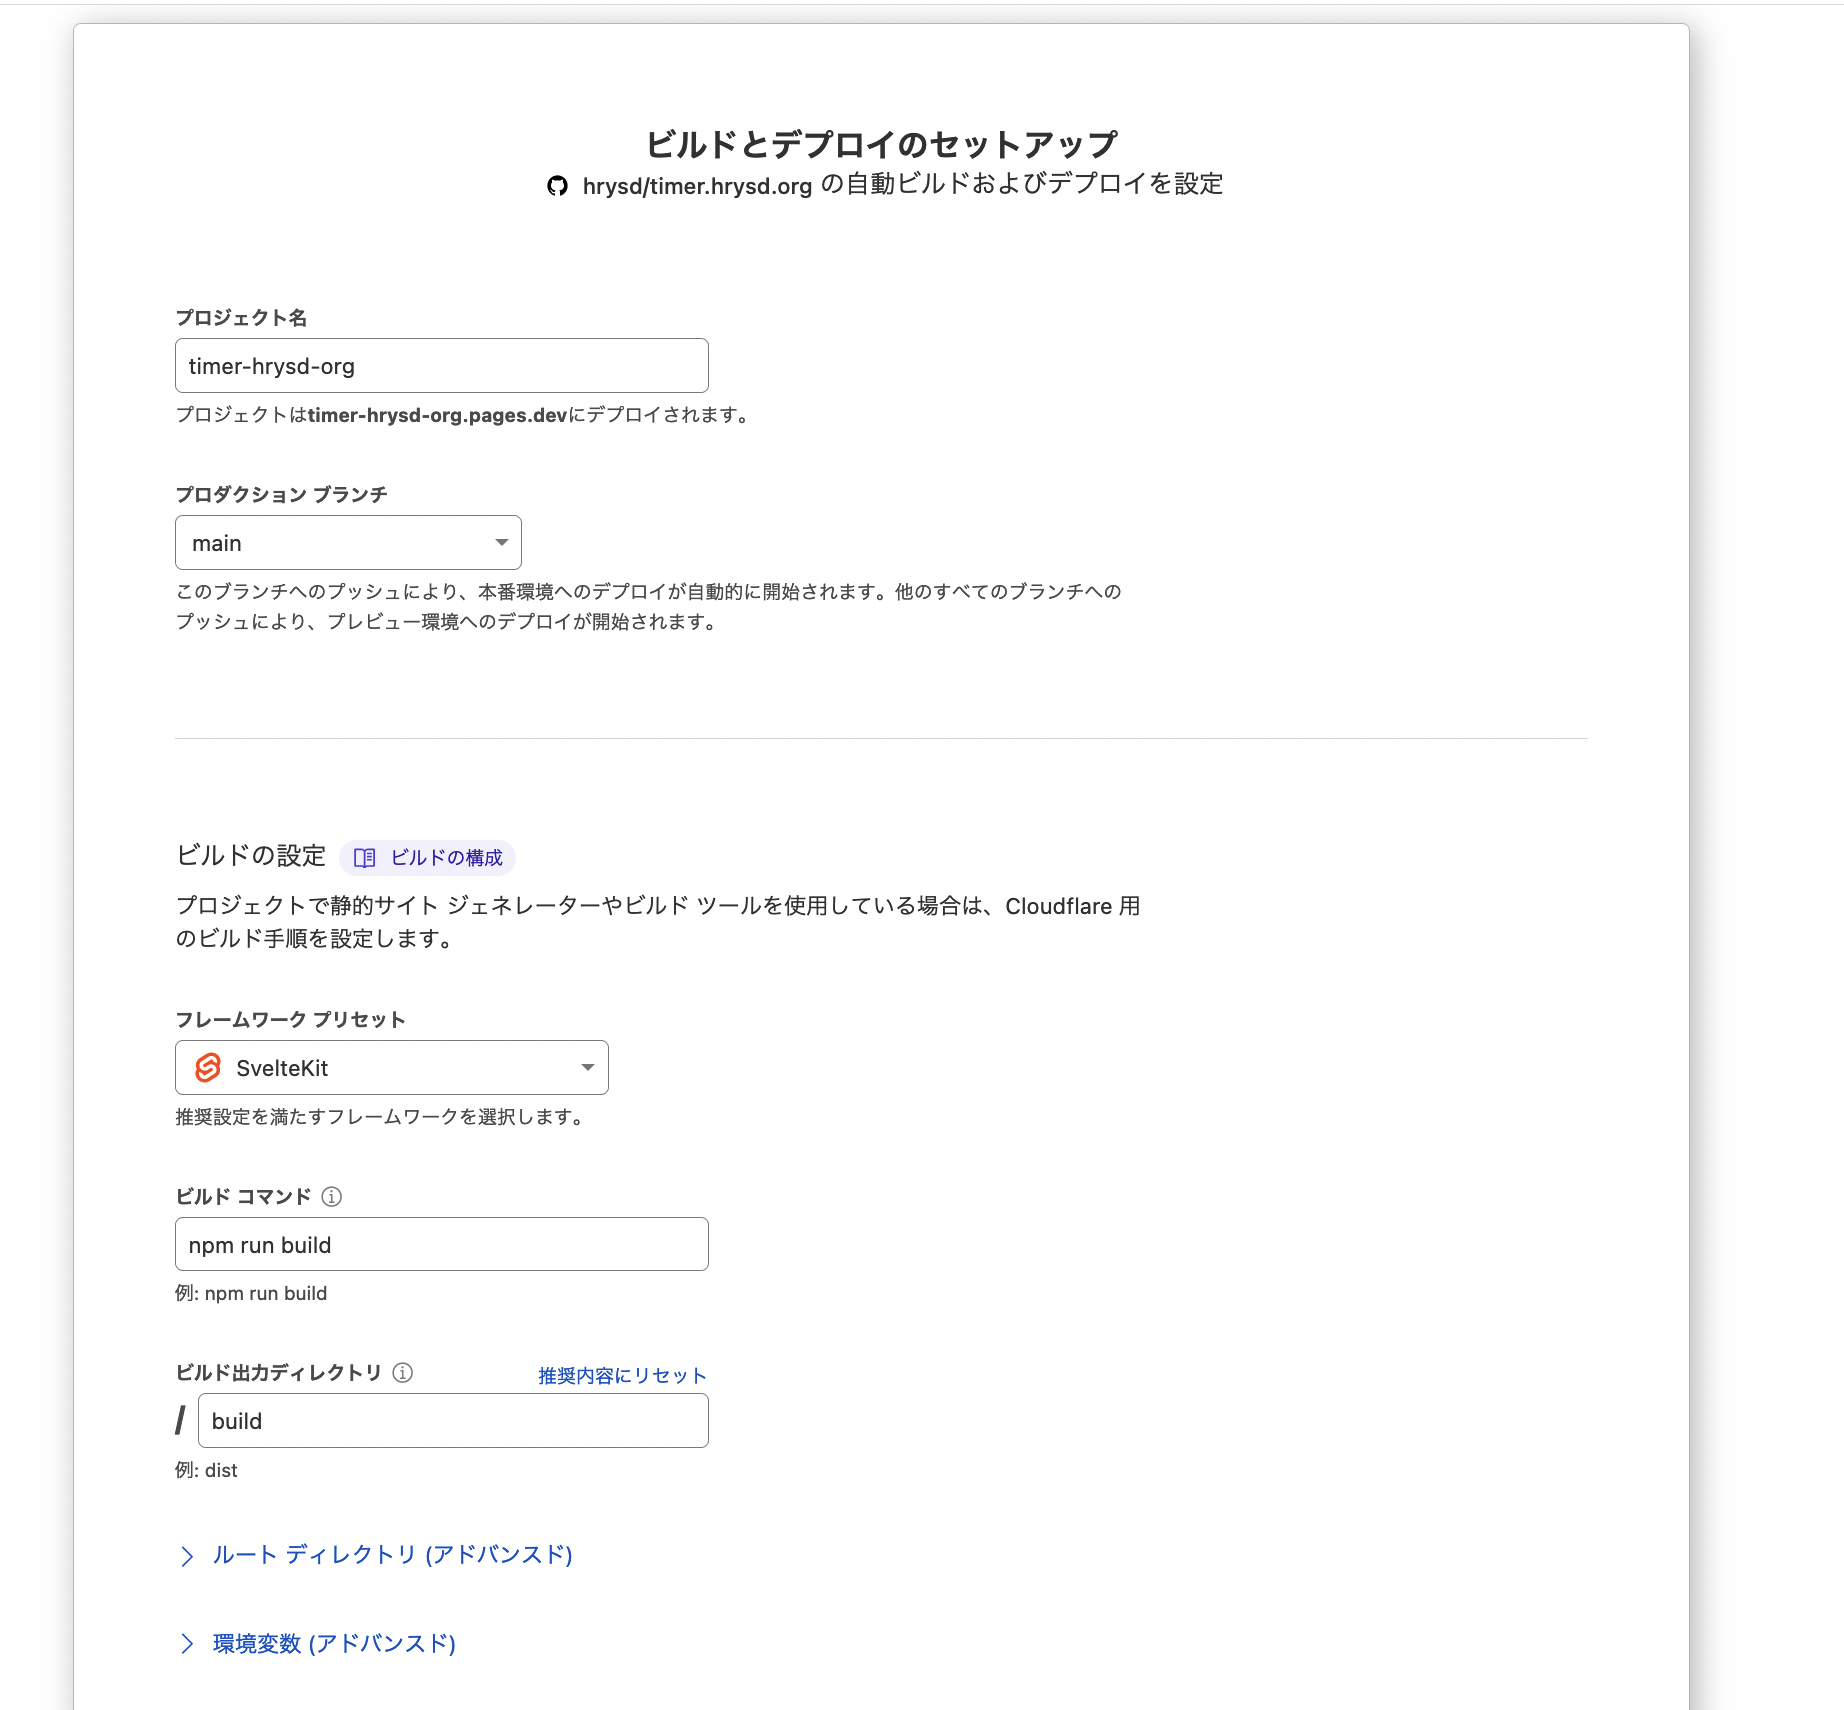 ビルドとデプロイのセットアップ
hrysd/timer.hrysd.org の自動ビルドおよびデプロイを設定
プロジェクト名
timer-hrysd-org
プロジェクトはtimer-hrysd-org.pages.devにデプロイされます。
プロダクション ブランチ
main
このブランチへのプッシュにより、本番環境へのデプロイが自動的に開始されます。他のすべてのブランチへの
プッシュにより、プレビュー環境へのデプロイが開始されます。
ビルドの設定 ビルドの構成
プロジェクトで静的サイト ジェネレーターやビルド ツールを使用している場合は、Cloudflare 用
のビルド手順を設定します。
フレームワーク プリセット
SvelteKit
推奨設定を満たすフレームワークを選択します。
ビルド コマンド
npm run build
例: npm run build
ビルド出力ディレクトリ 推奨内容にリセット
/ build
例: dist
ルート ディレクトリ (アドバンスド)
環境変数 (アドバンスド)